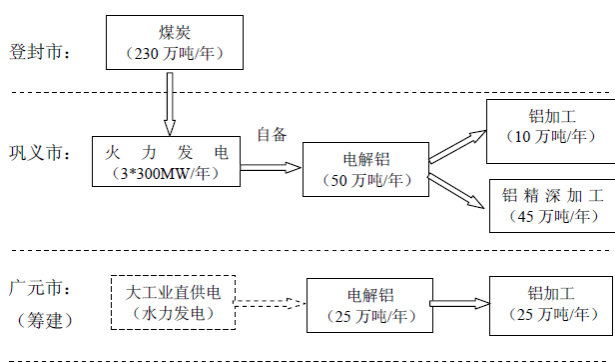 登封市：
煤炭
（230 万吨/年）
巩义市：
火力发电
（3*300MW/年）
自备
电解铝
（50 万吨/年）
铝加工
（10 万吨/年）
铝精深加工
（45 万吨/年）
广元市：
（筹建）
大工业直供电
（水力发电）
电解铝
（25 万吨/年）
铝加工
（25 万吨/年）